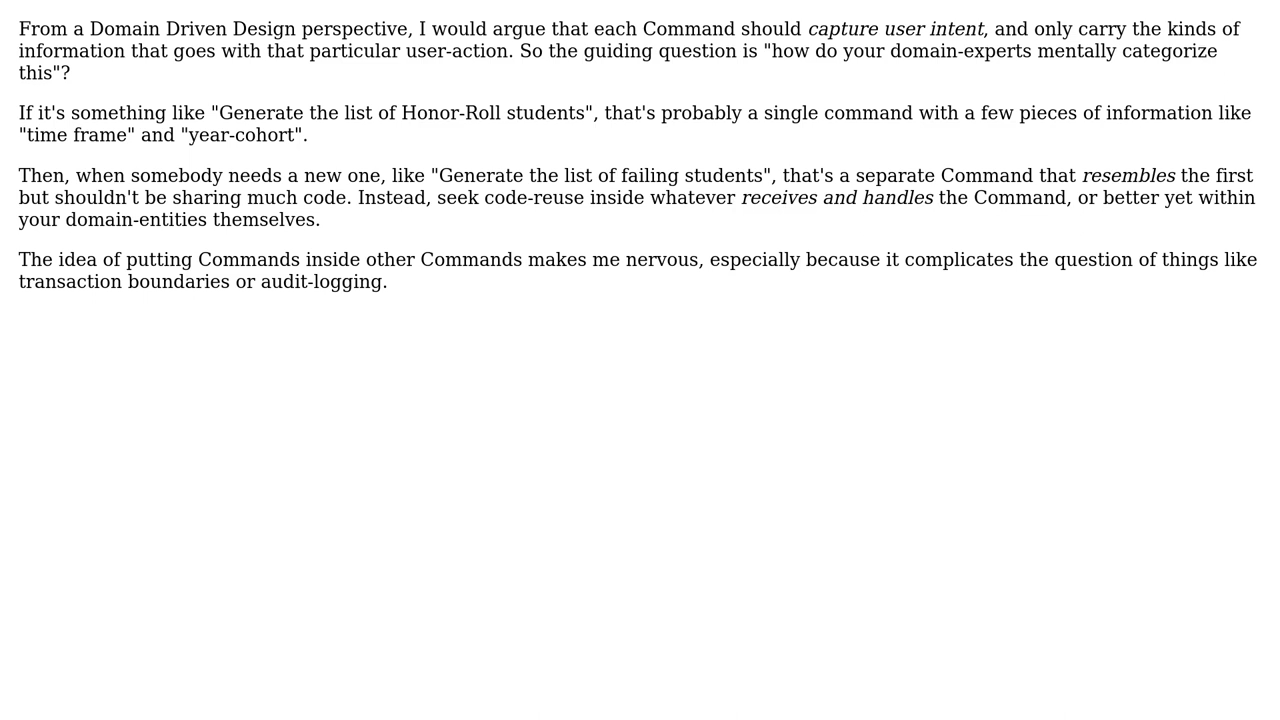 From a Domain Driven Design perspective, I would argue that each Command should capture user intent, and only carry the kinds of
information that goes with that particular user-action. So the guiding question is "how do your domain-experts mentally categorize
this"?
If it's something like "Generate the list of Honor-Roll students", that's probably a single command with a few pieces of information like
"time frame" and "year-cohort".
Then, when somebody needs a new one, like "Generate the list of failing students", that's a separate Command that resembles the first
but shouldn't be sharing much code. Instead, seek code-reuse inside whatever receives and handles the Command, or better yet within
your domain-entities themselves.
The idea of putting Commands inside other Commands makes me nervous, especially because it complicates the question of things like
transaction boundaries or audit-logging.